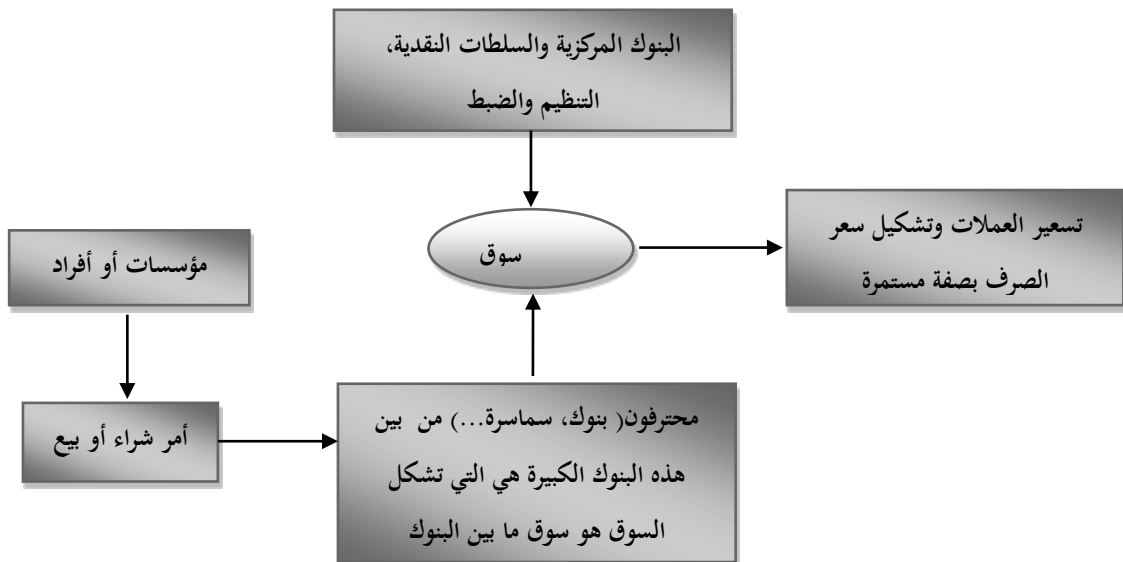 البنوك المركزية والسلطات النقدية،
التنظيم والضبط
تسعير العملات وتشكيل سعر
الصرف بصفة مستمرة
سوق
مؤسسات أو أفراد
أمر شراء أو بيع
محترفون( بنوك، سماسرة...) من بين
هذه البنوك الكبيرة هي التي تشكل
السوق هو سوق ما بين البنوك